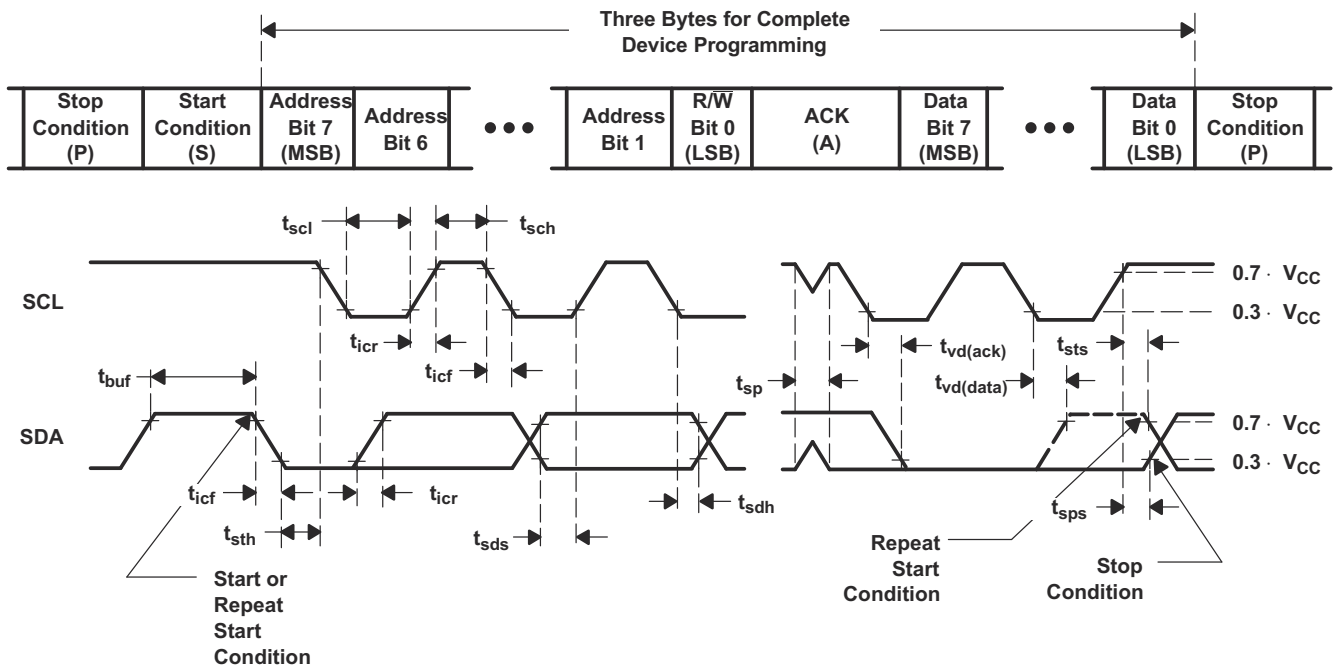 Three Bytes for Complete
Device Programming
Stop
Condition
(P)
Start
Condition
(S)
Address
Bit 7
(MSB)
Address
Bit 6
•••
Address
Bit 1
R/W̅
Bit 0
(LSB)
ACK
(A)
Data
Bit 7
(MSB)
•••
Data
Bit 0
(LSB)
Stop
Condition
(P)
tscl
tsch
SCL
0.7 · VCC
0.3 · VCC
ticr
ticf
tbuf
tsp
tvd(ack)
tsts
tvd(data)
SDA
0.7 · VCC
0.3 · VCC
ticf
ticr
tsth
tsds
tsdh
tsps
Start or
Repeat
Start
Condition
Repeat
Start
Condition
Stop
Condition